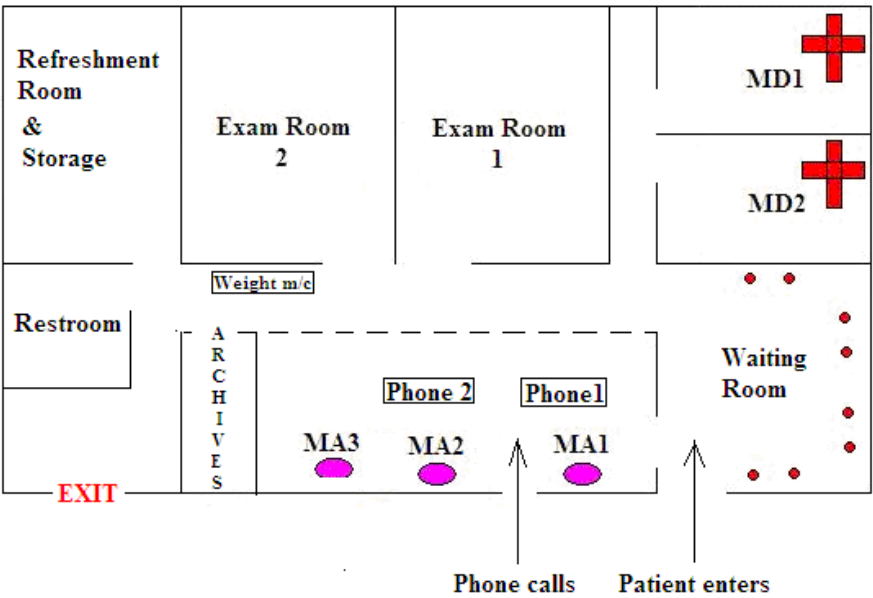 Refreshment
Room
&
Storage
Exam Room
2
Exam Room
1
MD1
MD2
Weight m/c
Restroom
A
R
C
H
I
V
E
S
Phone 2
Phone1
Waiting
Room
MA3
MA2
MA1
EXIT
Phone calls
Patient enters